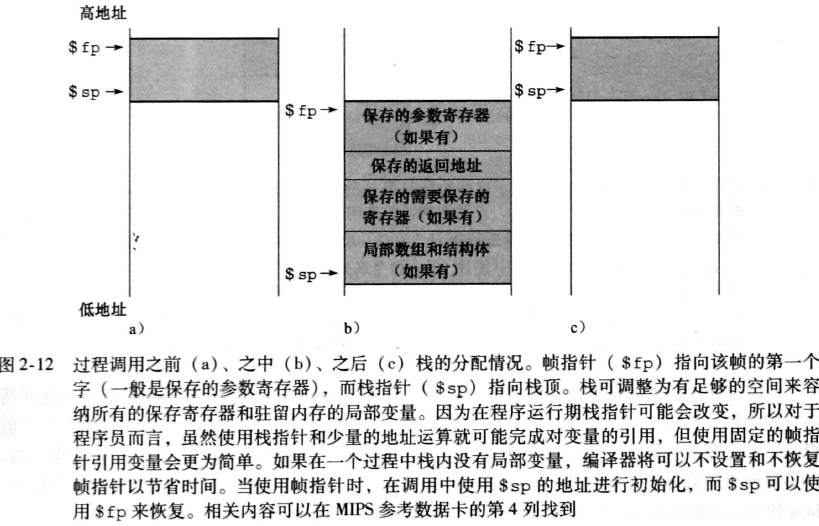 高地址
$fp
$sp
$fp
保存的参数寄存器
（如果有）
保存的返回地址
保存的需要保存的
寄存器（如果有）
局部数组和结构体
（如果有）
$sp
$fp
$sp
低地址
a）
b）
c）
图2-12 过程调用之前（a）、之中（b）、之后（c）栈的分配情况。帧指针（$fp）指向该帧的第一个
字（一般是保存的参数寄存器），而栈指针（$sp）指向栈顶。栈可调整为有足够的空间来容
纳所有的保存寄存器和驻留内存的局部变量。因为在程序运行期栈指针可能会改变，所以对于
程序员而言，虽然使用栈指针和少量的地址运算就可能完成对变量的引用，但使用固定的帧指
针引用变量会更为简单。如果在一个过程中栈内没有局部变量，编译器将可以不设置和不恢复
帧指针以节省时间。当使用帧指针时，在调用中使用$sp的地址进行初始化，而$sp可以使
用$fp来恢复。相关内容可以在MIPS参考数据卡的第4列找到